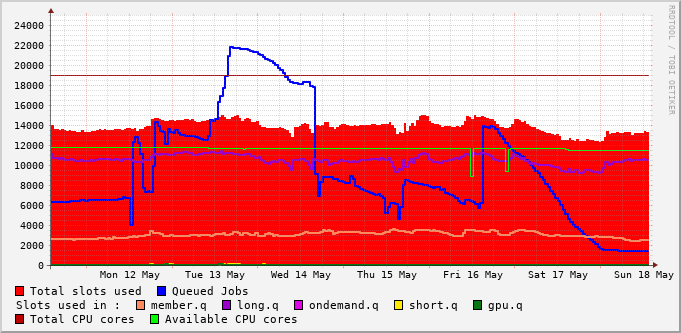 RRDTOOL / TOBI OETIKER
24000
22000
20000
18000
16000
14000
12000
10000
8000
6000
4000
2000
0
Mon 12 May Tue 13 May Wed 14 May Thu 15 May Fri 16 May Sat 17 May Sun 18 May
Total slots used Queued Jobs
Slots used in : member.q long.q ondemand.q short.q gpu.q
Total CPU cores Available CPU cores